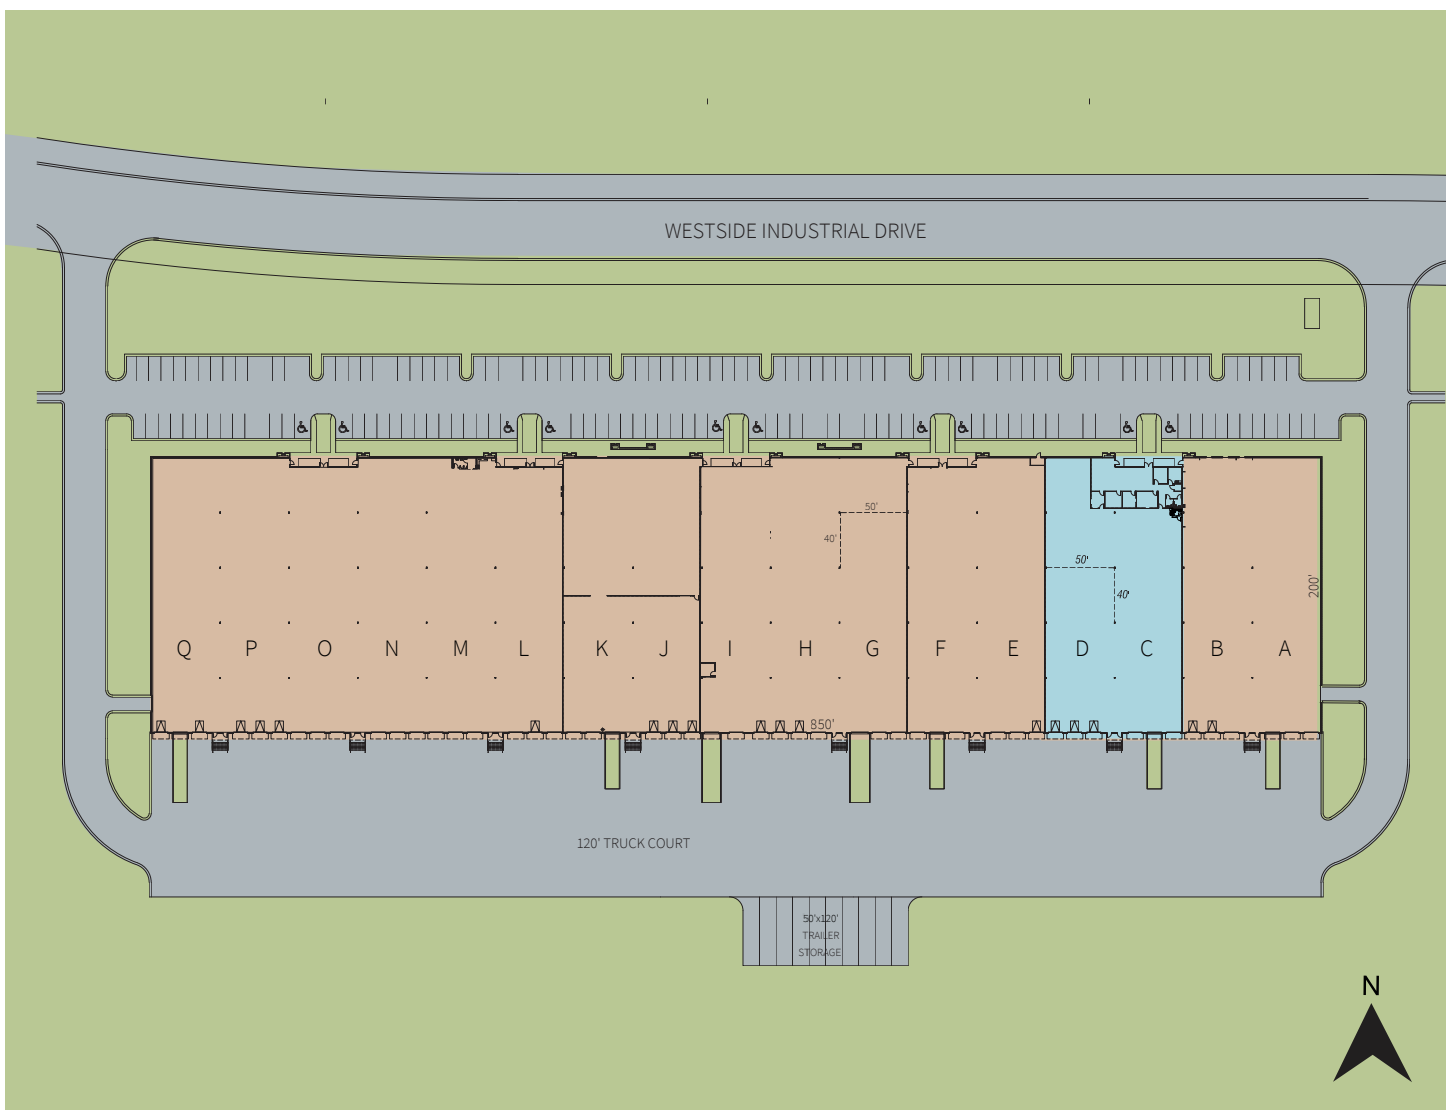 WESTSIDE INDUSTRIAL DRIVE
50'
40'
50'
40'
200'
Q P O N M L K J I H G F E D C B A
850'
120' TRUCK COURT
50'x120'
TRAILER
STORAGE
N